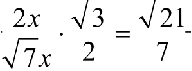 2x/√7x · √3/2 = √21/7